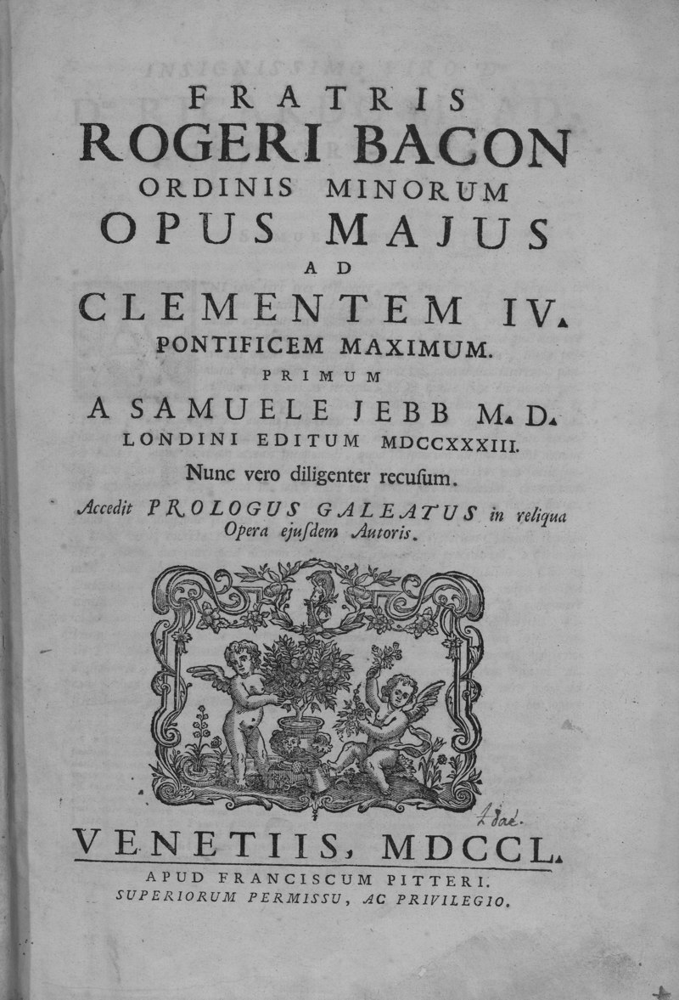 FRATRIS
ROGERI BACON
ORDINIS MINORUM
OPUS MAJUS
AD
CLEMENTEM IV.
PONTIFICEM MAXIMUM.
PRIMUM
A SAMUELE JEBB M. D.
LONDINI EDITUM MDCCXXXIII.
Nunc vero diligenter recuſum.
Accedit PROLOGUS GALEATUS in reliqua
Opera ejuſdem Autoris.
VENETIIS, MDCCL.
APUD FRANCISCUM PITTERI.
SUPERIORUM PERMISSU, AC PRIVILEGIO.